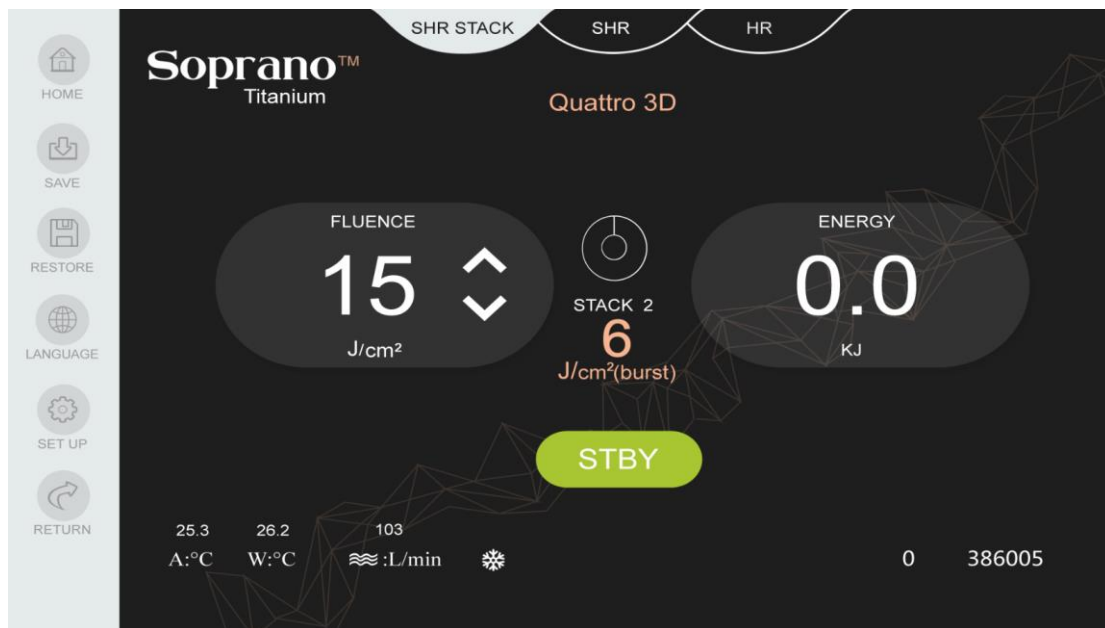 HOME
SAVE
RESTORE
LANGUAGE
SET UP
RETURN
SHR STACK SHR HR
Soprano™
Titanium
Quattro 3D
FLUENCE
15
J/cm²
STACK 2
6
J/cm²(burst)
ENERGY
0.0
KJ
STBY
25.3 26.2 103
A:°C W:°C :L/min
0 386005